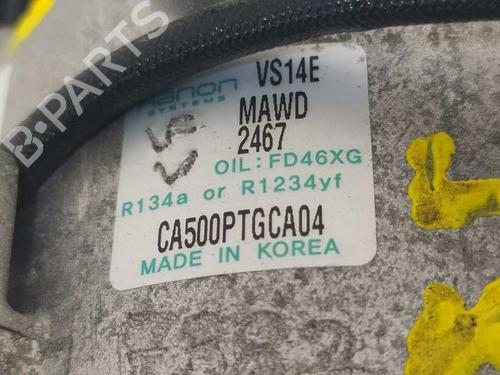 hanon VS14E
SYSTEMS MAWD
2467
OIL: FD46XG
R134a or R1234yf
CA500PTGCA04
MADE IN KOREA
B-PARTS